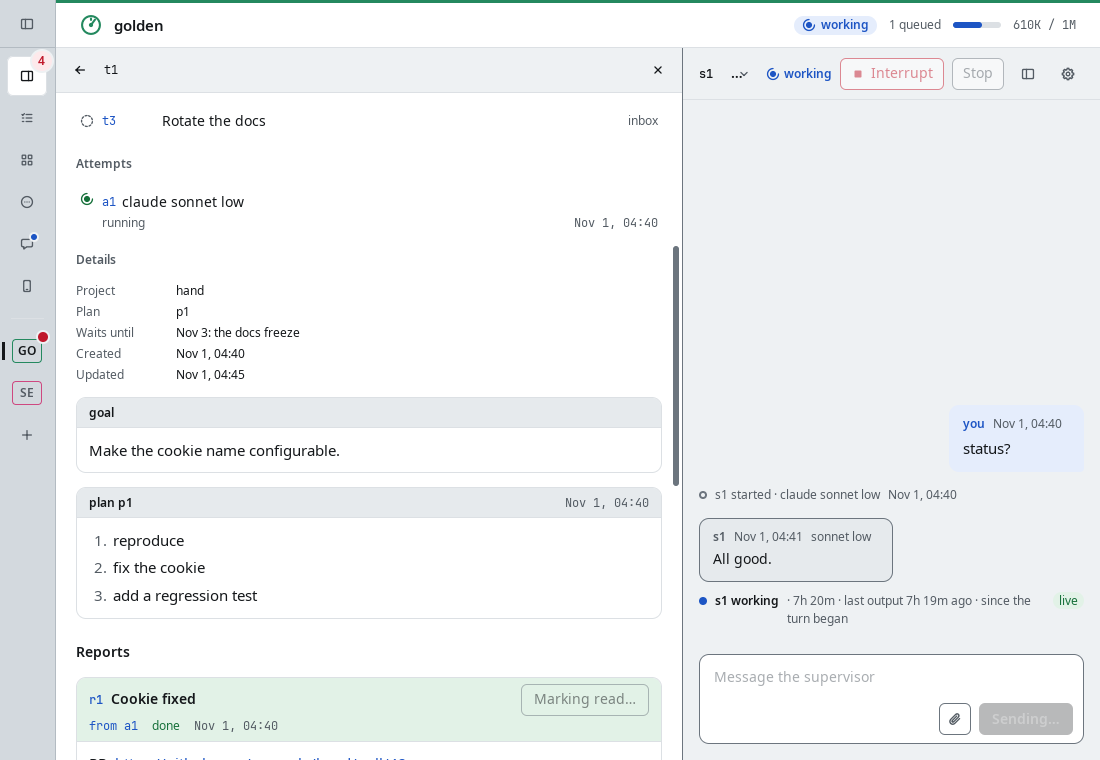 golden
working
1 queued
610K / 1M
4
GO
SE
t1
t3 Rotate the docs inbox
Attempts
a1 claude sonnet low
running Nov 1, 04:40
Details
Project hand
Plan p1
Waits until Nov 3: the docs freeze
Created Nov 1, 04:40
Updated Nov 1, 04:45
goal
Make the cookie name configurable.
plan p1 Nov 1, 04:40
1. reproduce
2. fix the cookie
3. add a regression test
Reports
r1 Cookie fixed Marking read...
from a1 done Nov 1, 04:40
s1 ... working Interrupt Stop
you Nov 1, 04:40
status?
s1 started · claude sonnet low Nov 1, 04:40
s1 Nov 1, 04:41 sonnet low
All good.
s1 working · 7h 20m · last output 7h 19m ago · since the live
turn began
Message the supervisor
Sending...